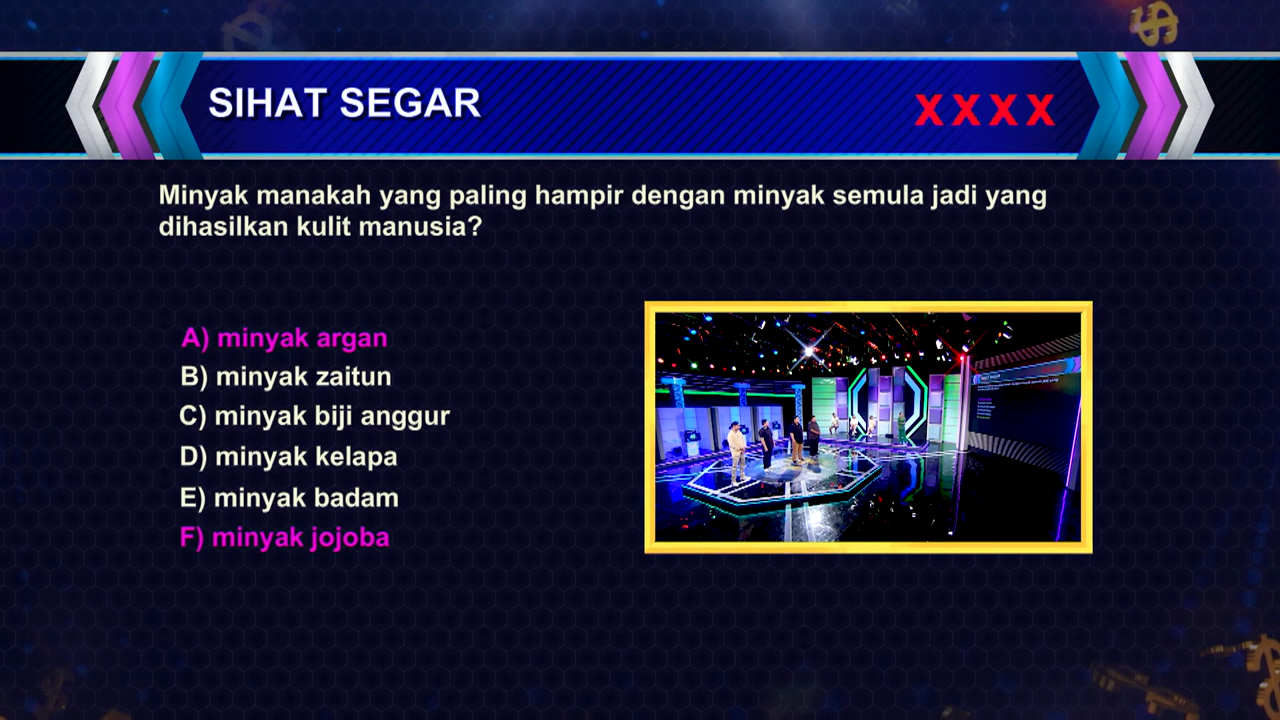 SIHAT SEGAR
X X X X
Minyak manakah yang paling hampir dengan minyak semula jadi yang
dihasilkan kulit manusia?
A) minyak argan
B) minyak zaitun
C) minyak biji anggur
D) minyak kelapa
E) minyak badam
F) minyak jojoba